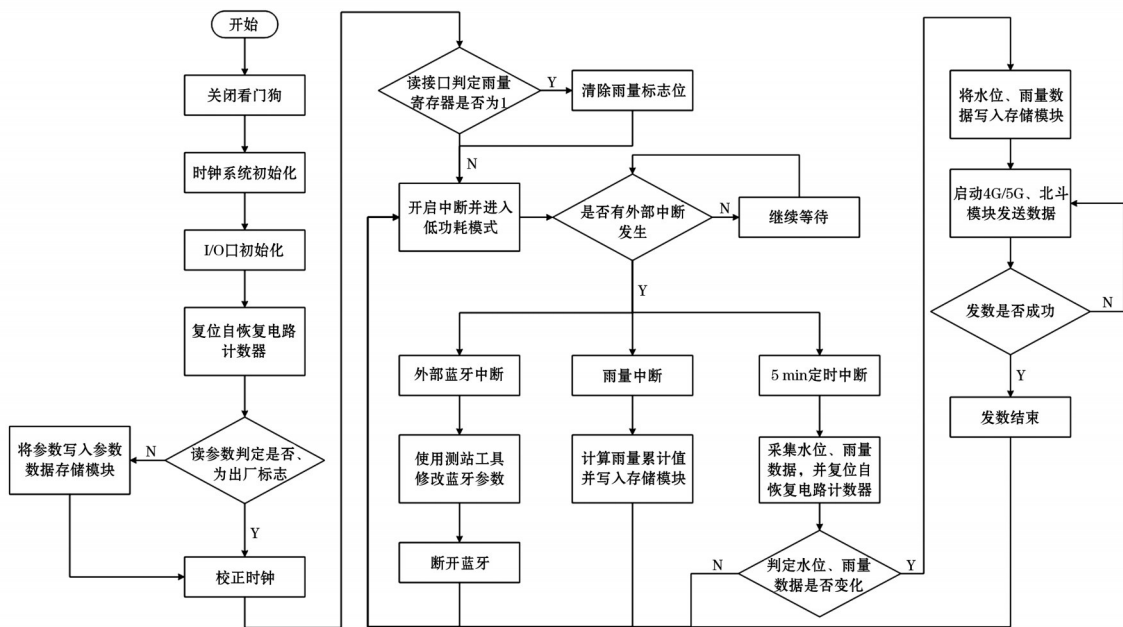 开始
关闭看门狗
时钟系统初始化
I/O口初始化
复位自恢复电路
计数器
读参数判定是否、
为出厂标志
N
Y
将参数写入参数
数据存储模块
校正时钟
读接口判定雨量
寄存器是否为1
Y
N
清除雨量标志位
开启中断并进入
低功耗模式
是否有外部中断
发生
N
Y
继续等待
外部蓝牙中断
使用测站工具
修改蓝牙参数
断开蓝牙
雨量中断
计算雨量累计值
并写入存储模块
5 min定时中断
采集水位、雨量
数据，并复位自
恢复电路计数器
判定水位、雨量
数据是否变化
N
Y
将水位、雨量数
据写入存储模块
启动4G/5G、北斗
模块发送数据
发数是否成功
N
Y
发数结束